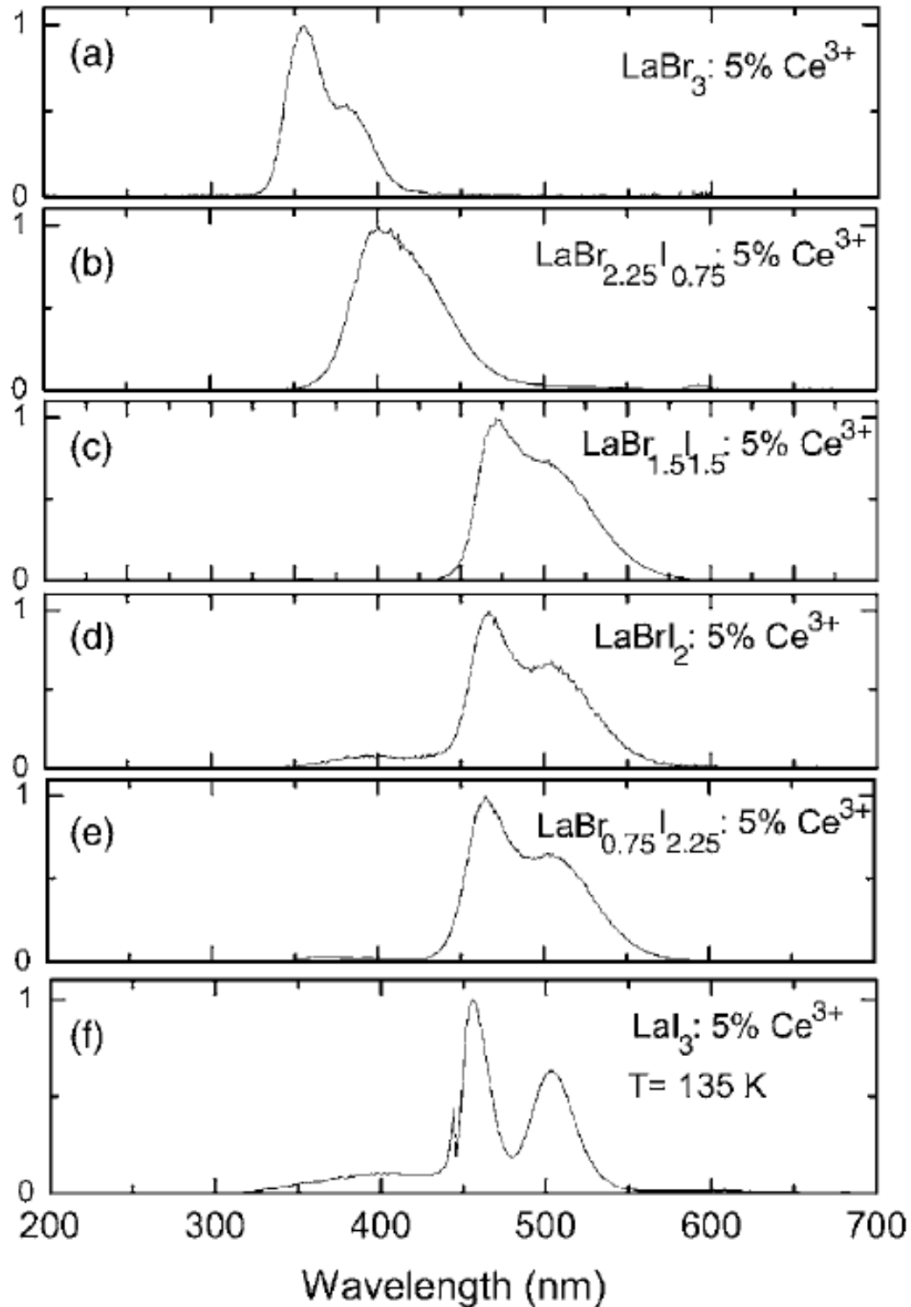 1
(a)
LaBr3: 5% Ce3+
0
1
(b)
LaBr2.25I0.75: 5% Ce3+
0
1
(c)
LaBr1.5I1.5: 5% Ce3+
0
1
(d)
LaBrI2: 5% Ce3+
0
1
(e)
LaBr0.75I2.25: 5% Ce3+
0
1
(f)
LaI3: 5% Ce3+
T= 135 K
0
200 300 400 500 600 700
Wavelength (nm)